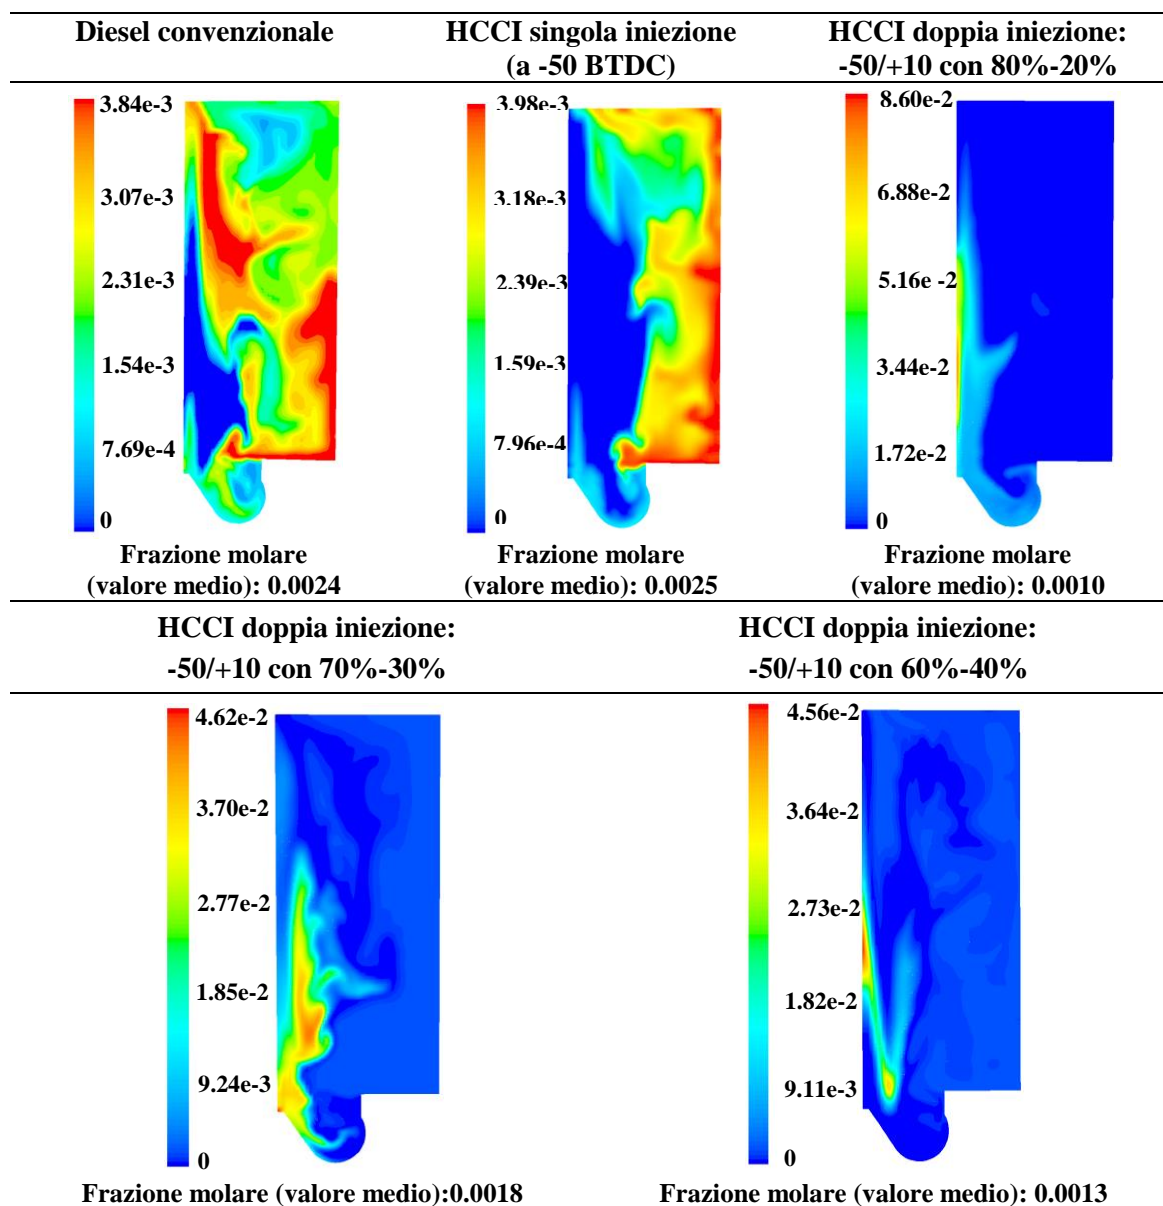 Diesel convenzionale
HCCI singola iniezione
(a -50 BTDC)
HCCI doppia iniezione:
-50/+10 con 80%-20%
3.84e-3
3.07e-3
2.31e-3
1.54e-3
7.69e-4
0
3.98e-3
3.18e-3
2.39e-3
1.59e-3
7.96e-4
0
8.60e-2
6.88e-2
5.16e -2
3.44e-2
1.72e-2
0
Frazione molare
(valore medio): 0.0024
Frazione molare
(valore medio): 0.0025
Frazione molare
(valore medio): 0.0010
HCCI doppia iniezione:
-50/+10 con 70%-30%
HCCI doppia iniezione:
-50/+10 con 60%-40%
4.62e-2
3.70e-2
2.77e-2
1.85e-2
9.24e-3
0
4.56e-2
3.64e-2
2.73e-2
1.82e-2
9.11e-3
0
Frazione molare (valore medio):0.0018
Frazione molare (valore medio): 0.0013